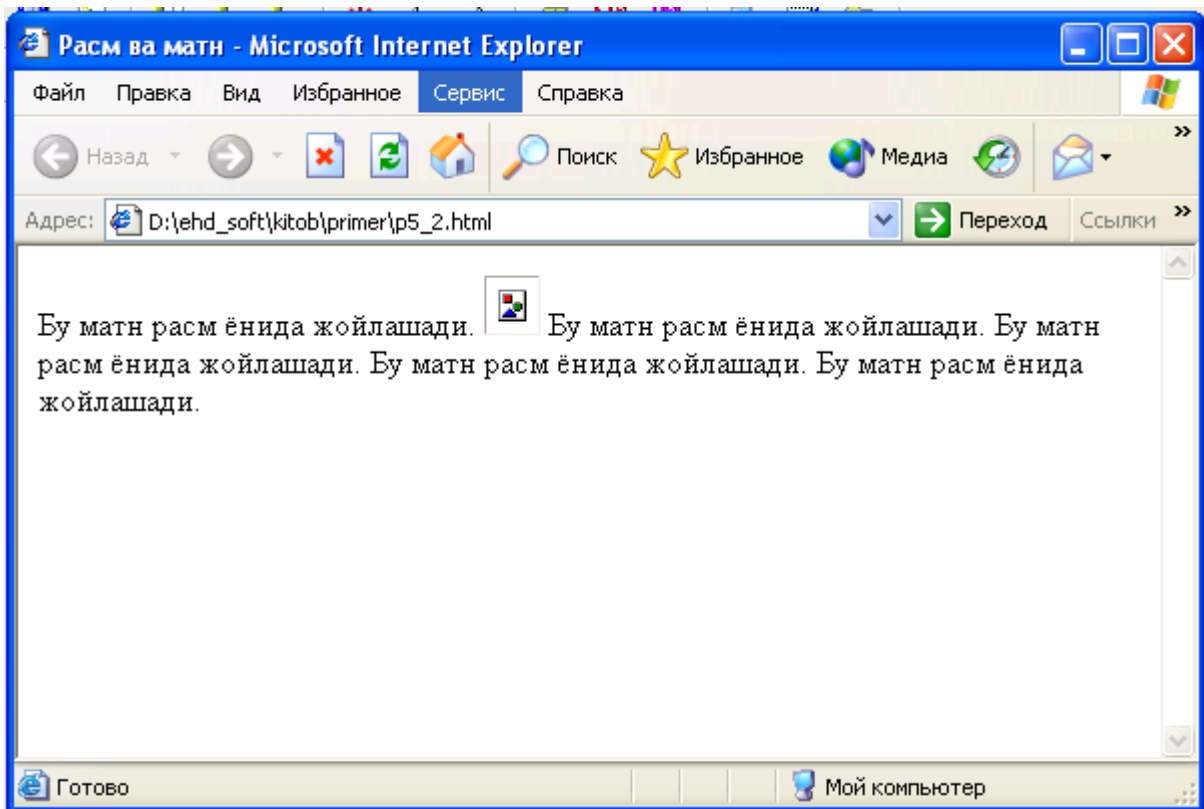 Расм ва матн - Microsoft Internet Explorer
Файл Правка Вид Избранное Сервис Справка
Назад Поиск Избранное Медиа »
Адрес: D:\ehd_soft\kitob\primer\p5_2.html Переход Ссылки »
Бу матн расм ёнида жойлашади. Бу матн расм ёнида жойлашади. Бу матн
расм ёнида жойлашади. Бу матн расм ёнида жойлашади. Бу матн расм ёнида
жойлашади.
Готово Мой компьютер